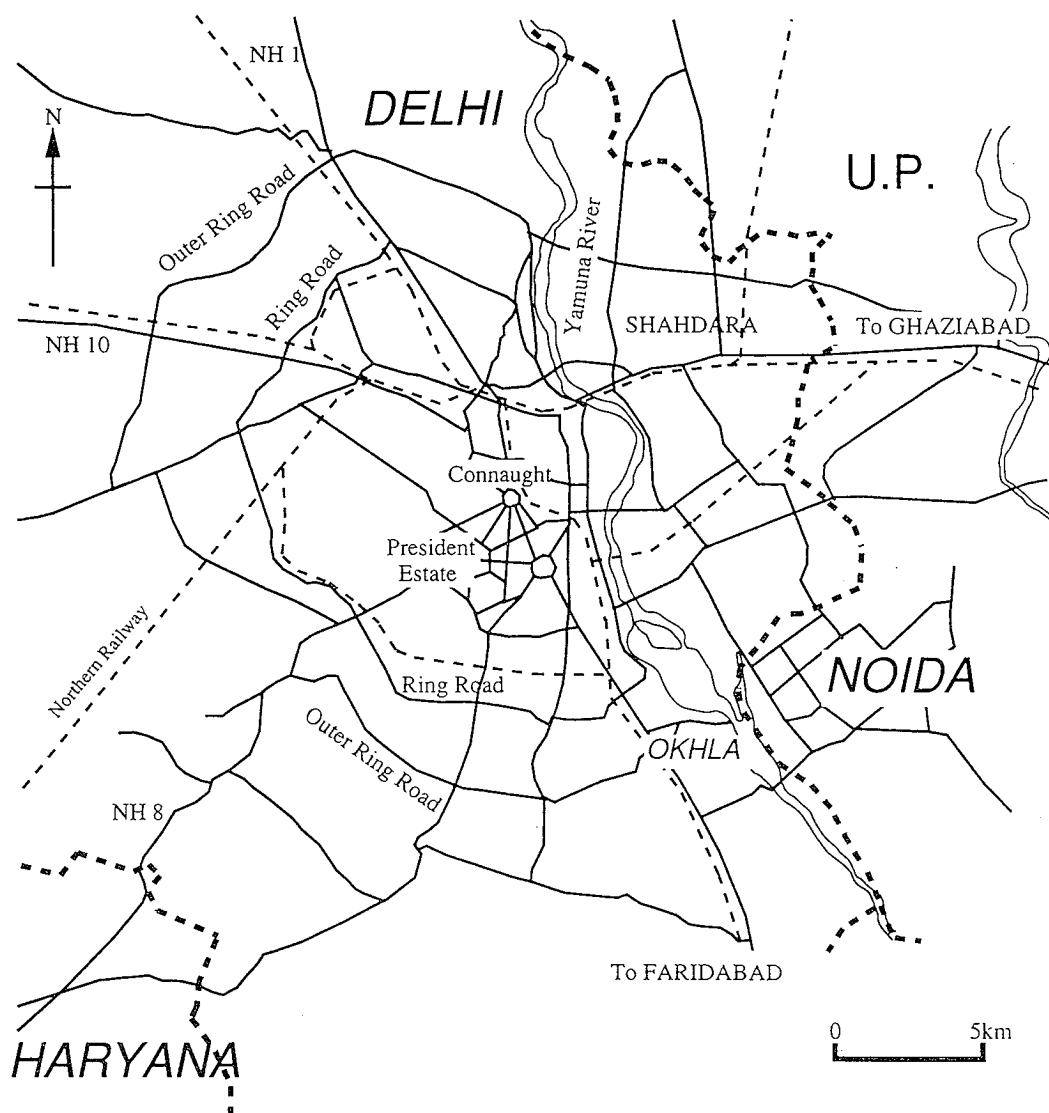 NH 1
DELHI
N
U.P.
Outer Ring Road
Ring Road
Yamuna River
NH 10
SHAHDARA
To GHAZIABAD
Connaught
President
Estate
Northern Railway
Ring Road
NOIDA
Outer Ring Road
OKHLA
NH 8
To FARIDABAD
HARYANA
0 5km